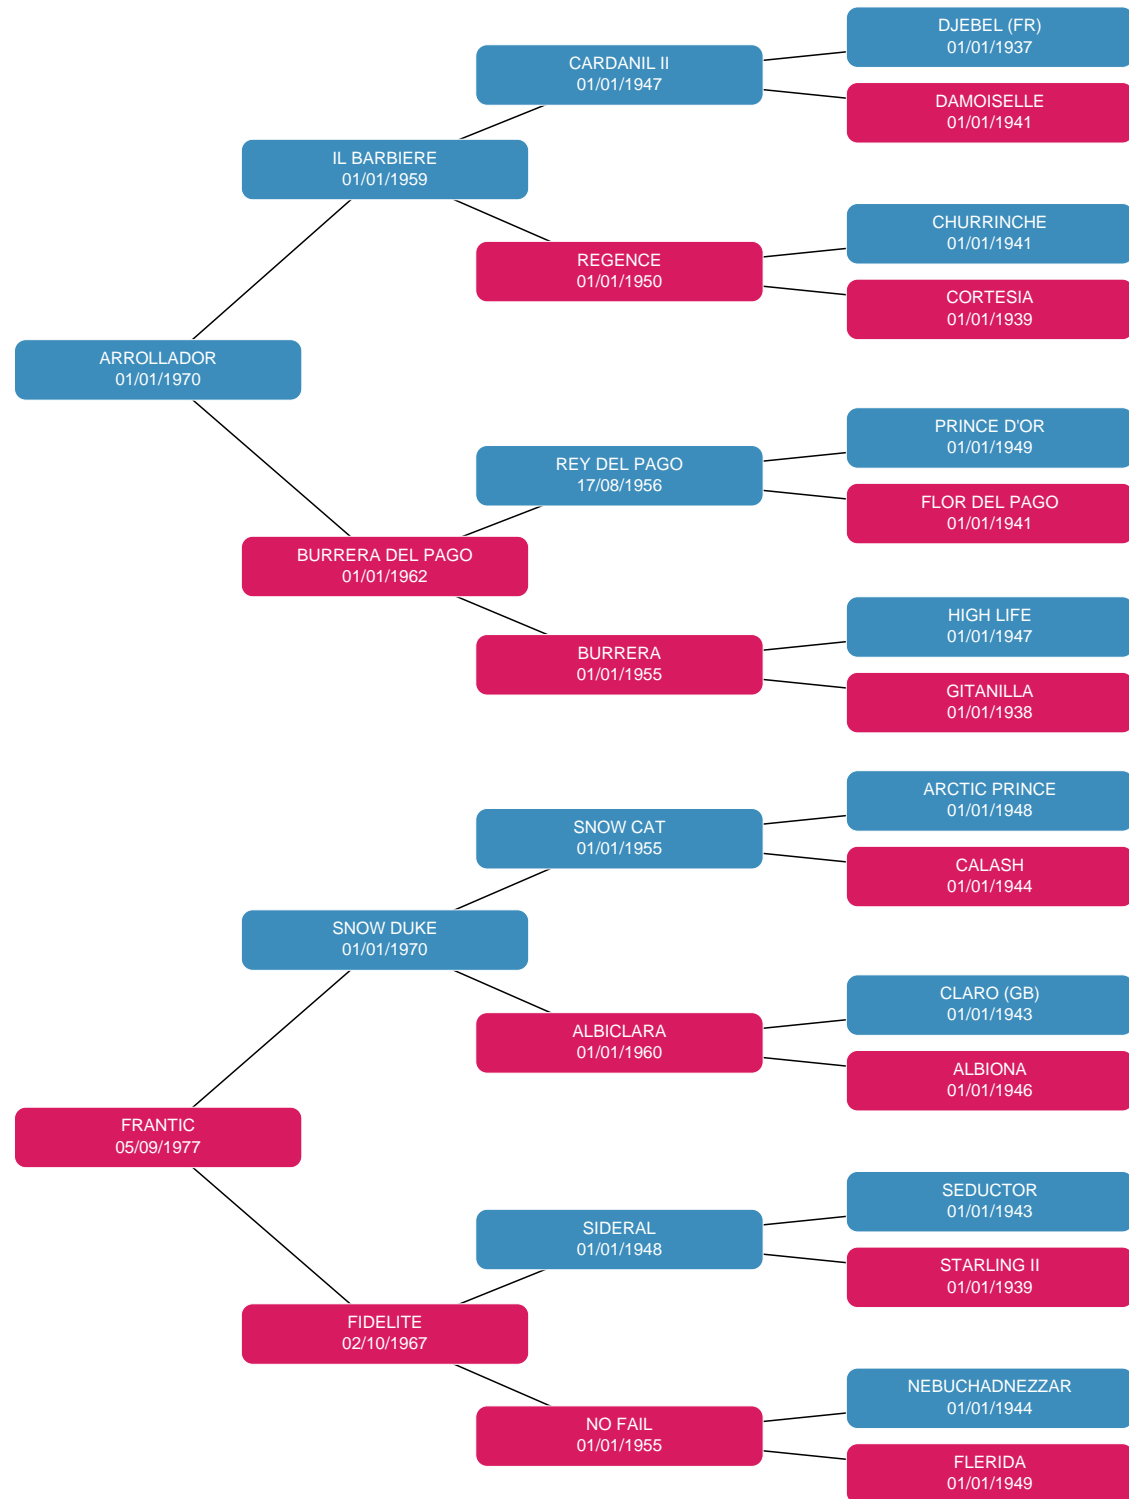 DJEBEL (FR)
01/01/1937
CARDANIL II
01/01/1947
DAMOISELLE
01/01/1941
IL BARBIERE
01/01/1959
CHURRINCHE
01/01/1941
REGENCE
01/01/1950
CORTESIA
01/01/1939
ARROLLADOR
01/01/1970
PRINCE D'OR
01/01/1949
REY DEL PAGO
17/08/1956
FLOR DEL PAGO
01/01/1941
BURRERA DEL PAGO
01/01/1962
HIGH LIFE
01/01/1947
BURRERA
01/01/1955
GITANILLA
01/01/1938
ARCTIC PRINCE
01/01/1948
SNOW CAT
01/01/1955
CALASH
01/01/1944
SNOW DUKE
01/01/1970
CLARO (GB)
01/01/1943
ALBICLARA
01/01/1960
ALBIONA
01/01/1946
FRANTIC
05/09/1977
SEDUCTOR
01/01/1943
SIDERAL
01/01/1948
STARLING II
01/01/1939
FIDELITE
02/10/1967
NEBUCHADNEZZAR
01/01/1944
NO FAIL
01/01/1955
FLERIDA
01/01/1949